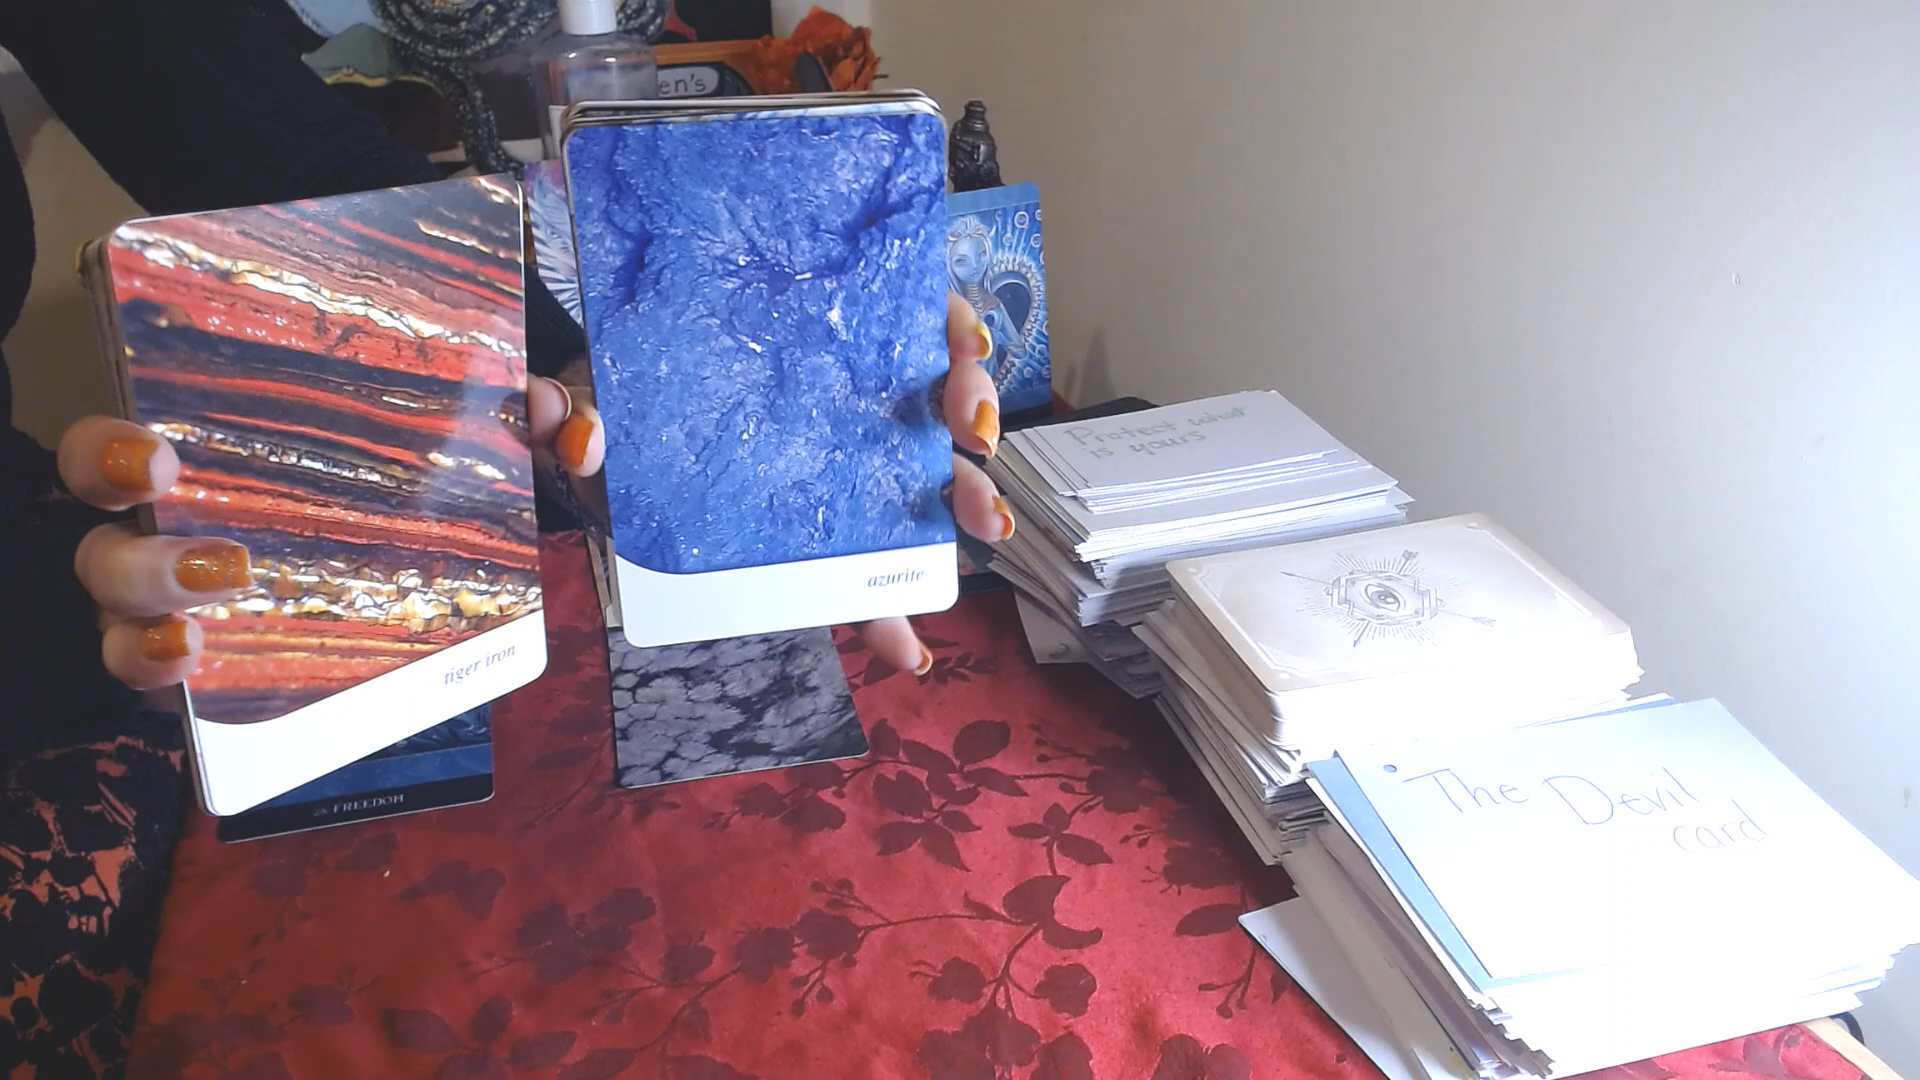 en's
azurite
tiger iron
FREEDOM
Protect what
is yours
The Devil
card